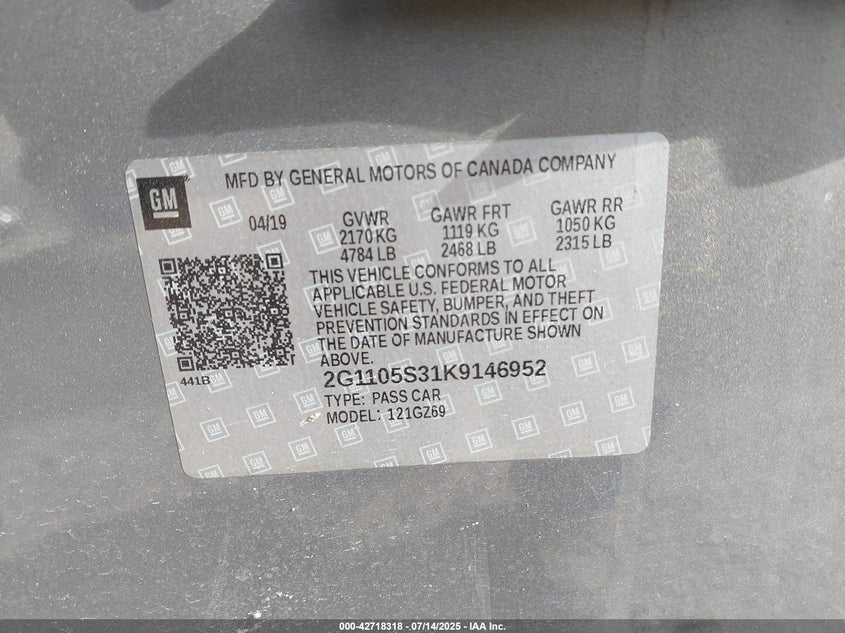 MFD BY GENERAL MOTORS OF CANADA COMPANY
GM
04/19
GVWR
2170 KG
4784 LB
GAWR FRT
1119 KG
2468 LB
GAWR RR
1050 KG
2315 LB
THIS VEHICLE CONFORMS TO ALL
APPLICABLE U.S. FEDERAL MOTOR
VEHICLE SAFETY, BUMPER, AND THEFT
PREVENTION STANDARDS IN EFFECT ON
THE DATE OF MANUFACTURE SHOWN
ABOVE.
441B
2G1105S31K9146952
TYPE: PASS CAR
MODEL: 121GZ69
000-42718318 - 07/14/2025 - IAA Inc.